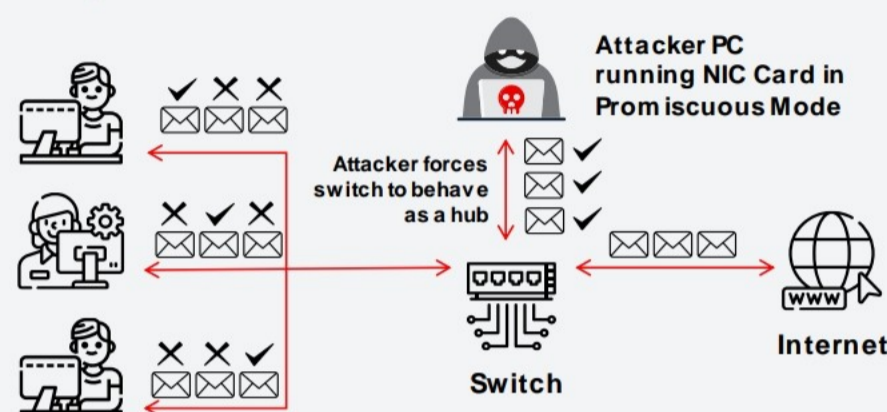 Attacker PC
running NIC Card in
Promiscuous Mode
Attacker forces
switch to behave
as a hub
WWW
Internet
Switch